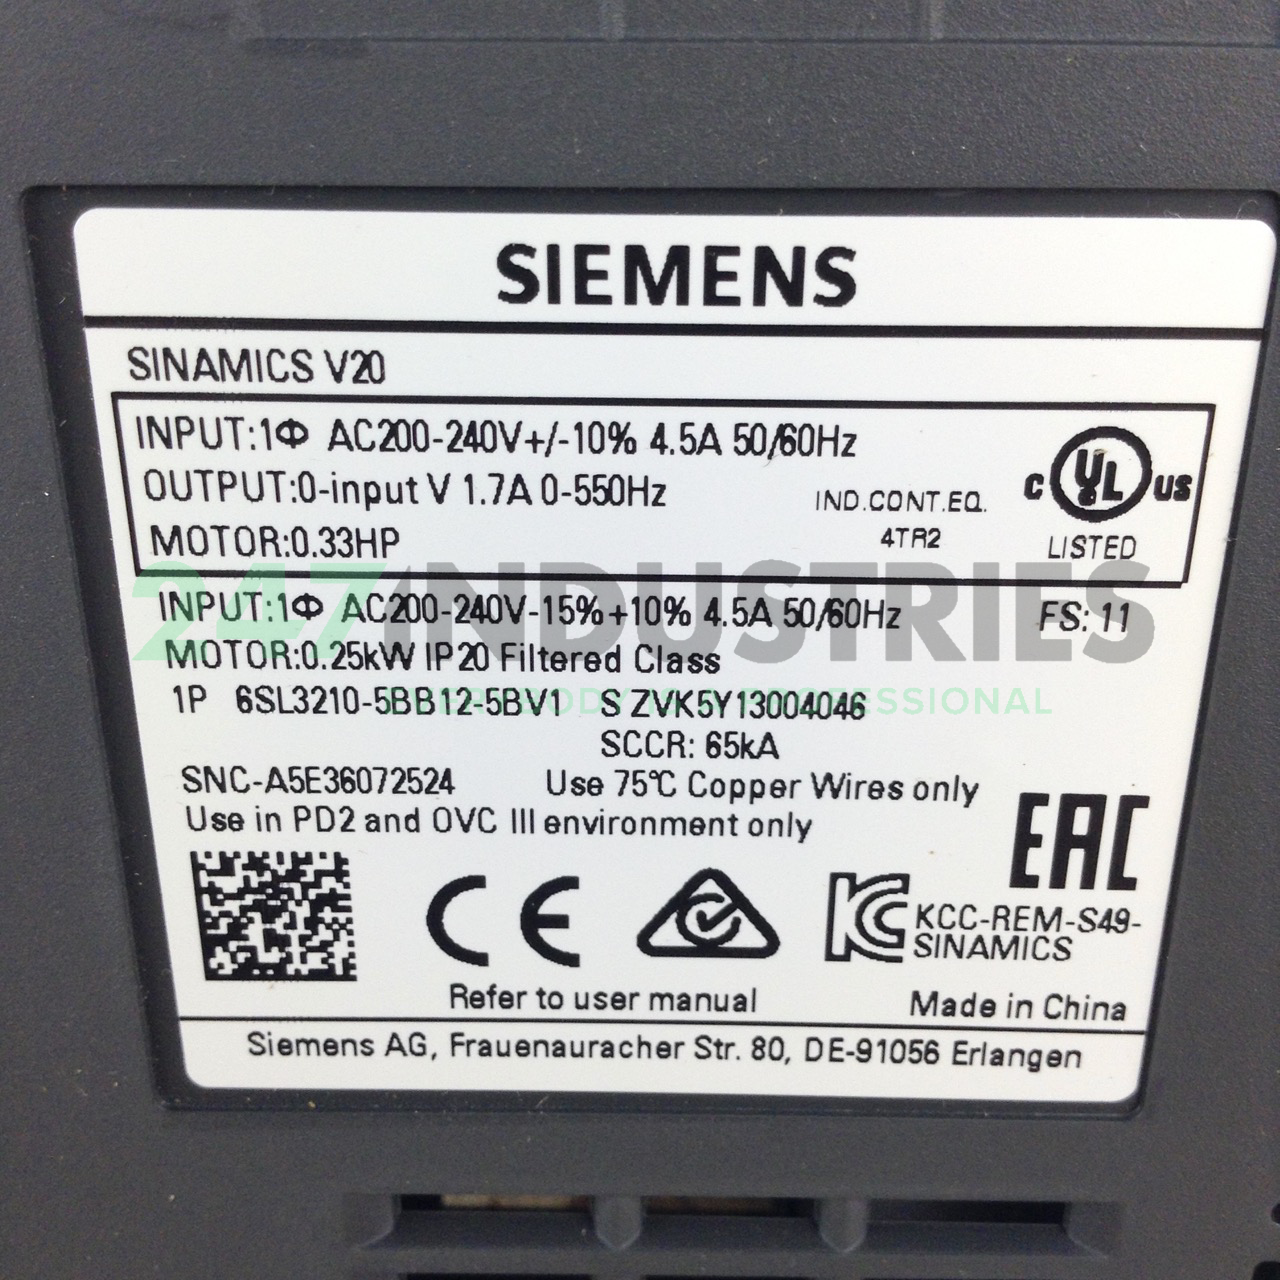 SIEMENS
SINAMICS V20
INPUT:1Φ AC200-240V+/-10% 4.5A 50/60Hz
OUTPUT:0-input V 1.7A 0-550Hz
MOTOR:0.33HP
IND.CONT.EQ.
4TR2
C UL US
LISTED
INPUT:1Φ AC200-240V-15%+10% 4.5A 50/60Hz FS: 11
MOTOR:0.25kW IP20 Filtered Class
1P 6SL3210-5BB12-5BV1 S ZVK5Y13004046
SCCR: 65kA
SNC-A5E36072524 Use 75℃ Copper Wires only
Use in PD2 and OVC III environment only
EAC
CE
KC KCC-REM-S49-
SINAMICS
Refer to user manual Made in China
Siemens AG, Frauenauracher Str. 80, DE-91056 Erlangen
247INDUSTRIES
EVERYBODY IS A PROFESSIONAL